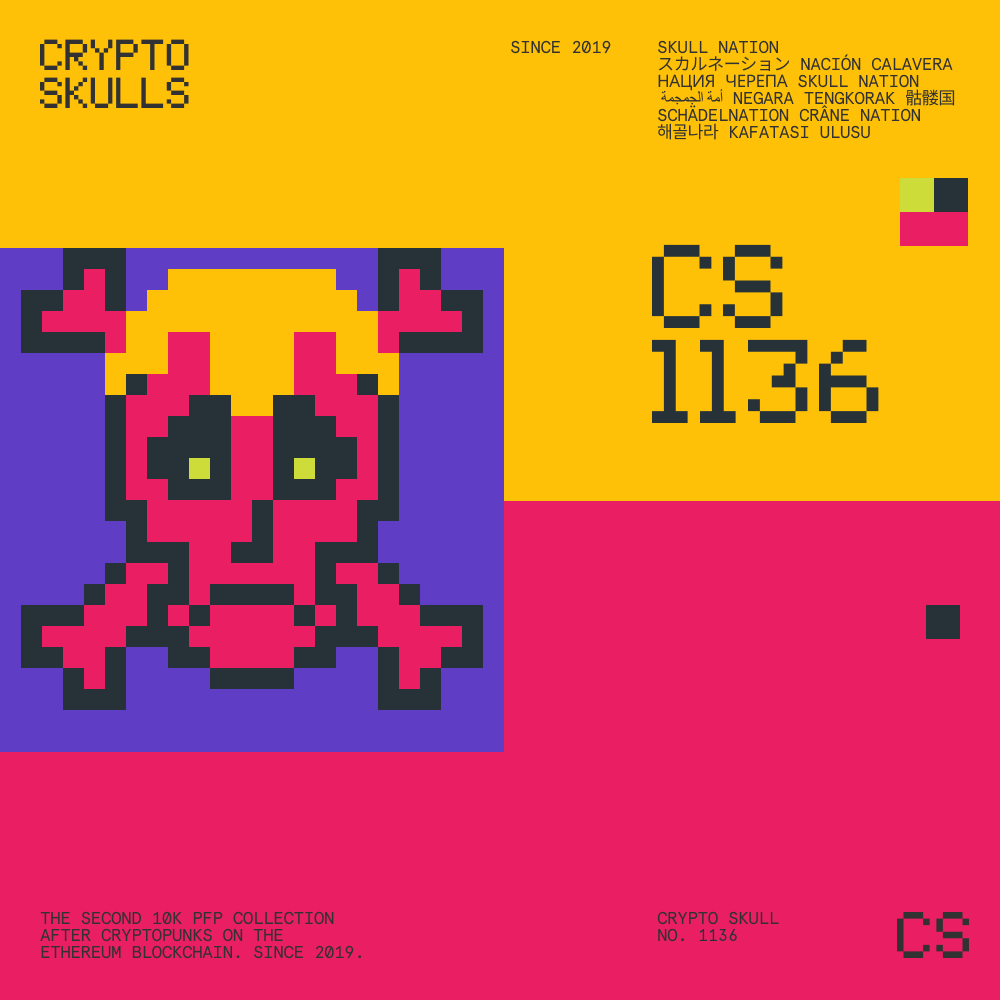 CRYPTO
SKULLS
SINCE 2019
SKULL NATION
スカルネーション NACIÓN CALAVERA
НАЦИЯ ЧЕРЕПА SKULL NATION
أمة الجمجمة NEGARA TENGKORAK 骷髅国
SCHÄDELNATION CRÂNE NATION
해골나라 KAFATASI ULUSU
CS
1136
THE SECOND 10K PFP COLLECTION
AFTER CRYPTOPUNKS ON THE
ETHEREUM BLOCKCHAIN. SINCE 2019.
CRYPTO SKULL
NO. 1136
CS